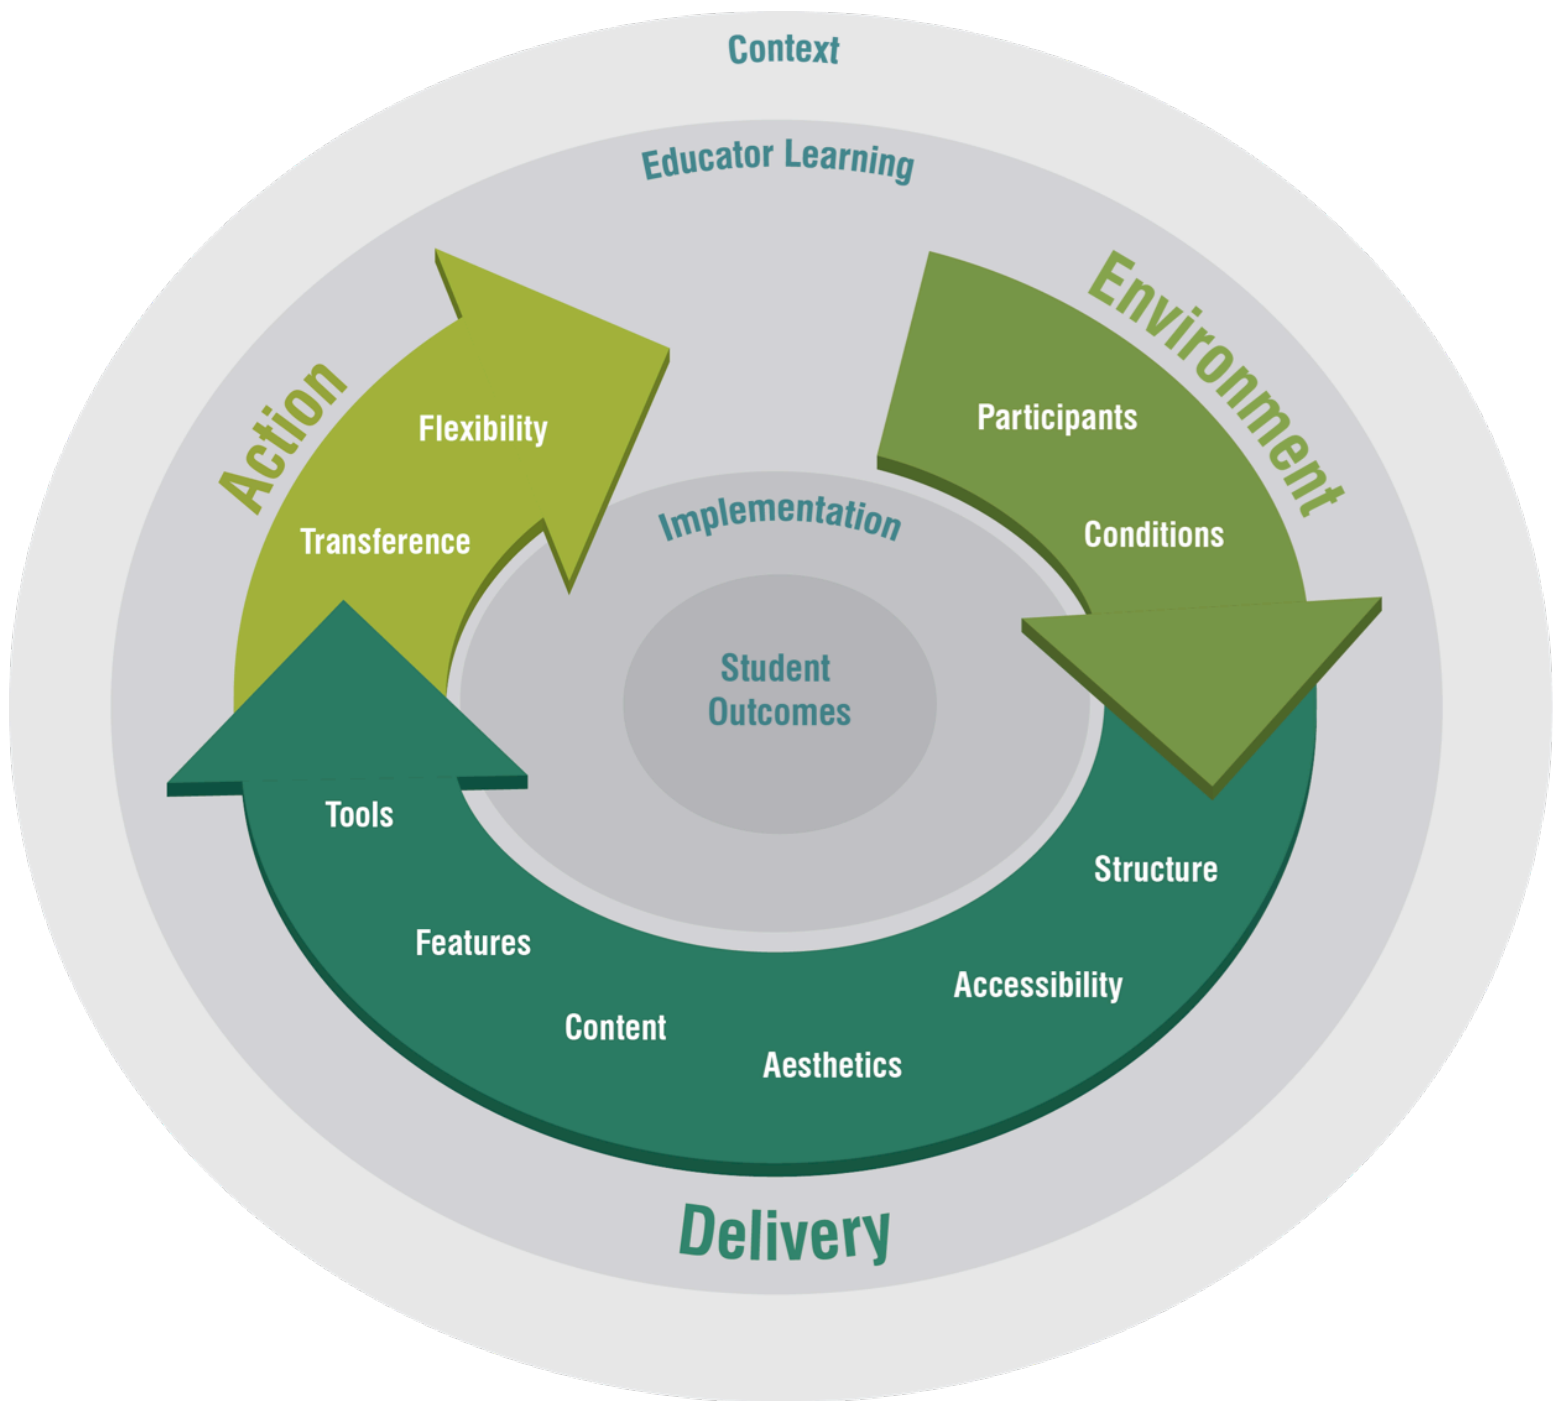 Context
Educator Learning
Environment
Participants
Conditions
Structure
Accessibility
Aesthetics
Content
Features
Tools
Delivery
Action
Transference
Flexibility
Implementation
Student
Outcomes